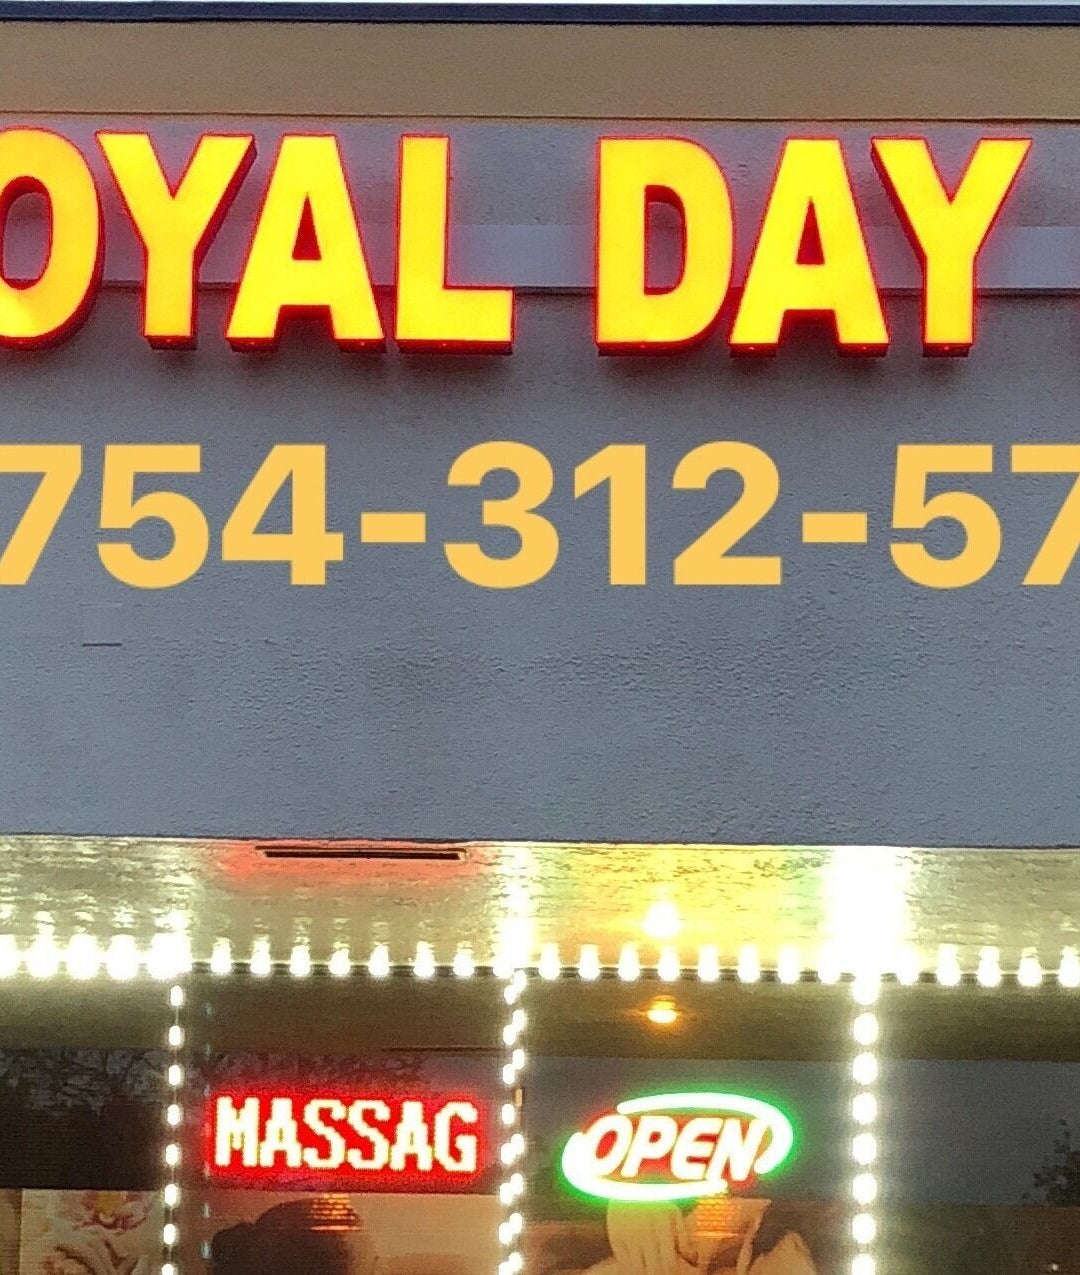 OYAL DAY
754-312-57
MASSAG
OPEN